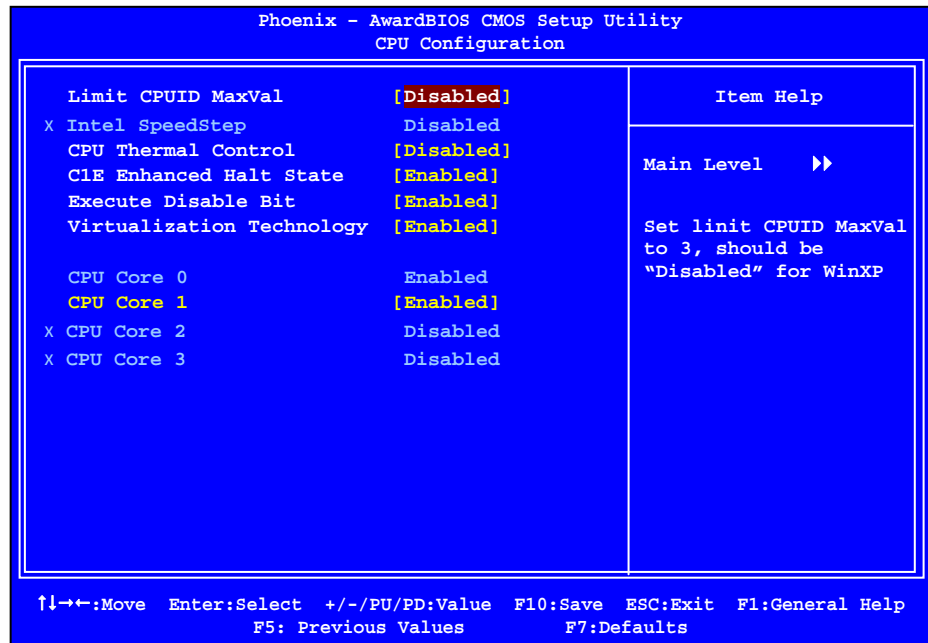 Phoenix – AwardBIOS CMOS Setup Utility
CPU Configuration
Limit CPUID MaxVal [Disabled]
X Intel SpeedStep Disabled
CPU Thermal Control [Disabled]
C1E Enhanced Halt State [Enabled]
Execute Disable Bit [Enabled]
Virtualization Technology [Enabled]
CPU Core 0 Enabled
CPU Core 1 [Enabled]
X CPU Core 2 Disabled
X CPU Core 3 Disabled
Item Help
Main Level
Set linit CPUID MaxVal
to 3, should be
“Disabled” for WinXP
↑↓→←:Move Enter:Select +/-/PU/PD:Value F10:Save ESC:Exit F1:General Help
F5: Previous Values F7:Defaults